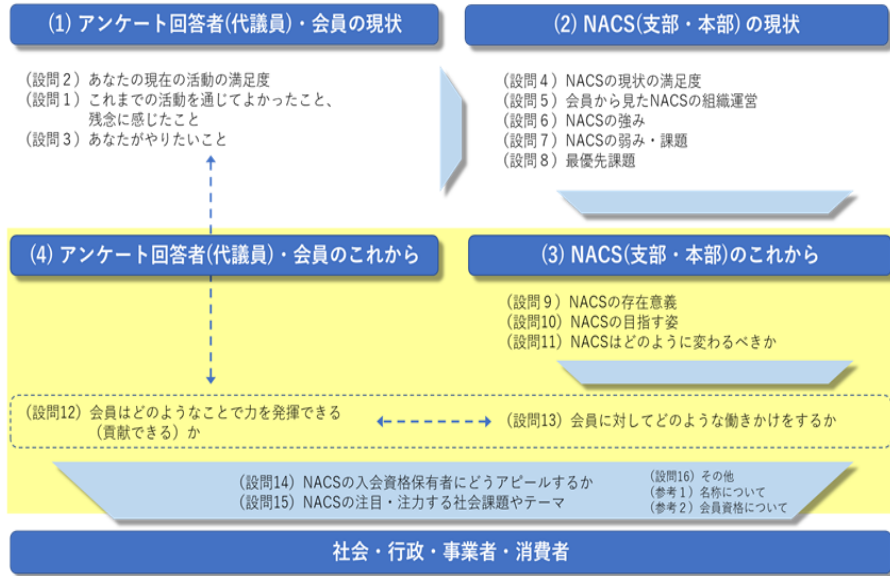 (1) アンケート回答者(代議員)・会員の現状
(設問２) あなたの現在の活動の満足度
(設問１) これまでの活動を通じてよかったこと、
残念に感じたこと
(設問３) あなたがやりたいこと
(2) NACS(支部・本部) の現状
(設問４) NACSの現状の満足度
(設問５) 会員から見たNACSの組織運営
(設問６) NACSの強み
(設問７) NACSの弱み・課題
(設問８) 最優先課題
(4) アンケート回答者(代議員)・会員のこれから
(3) NACS(支部・本部)のこれから
(設問９) NACSの存在意義
(設問10) NACSの目指す姿
(設問11) NACSはどのように変わるべきか
(設問12) 会員はどのようなことで力を発揮できる
(貢献できる) か
(設問13) 会員に対してどのような働きかけをするか
(設問14) NACSの入会資格保有者にどうアピールするか
(設問15) NACSの注目・注力する社会課題やテーマ
(設問16) その他
(参考１) 名称について
(参考２) 会員資格について
社会・行政・事業者・消費者